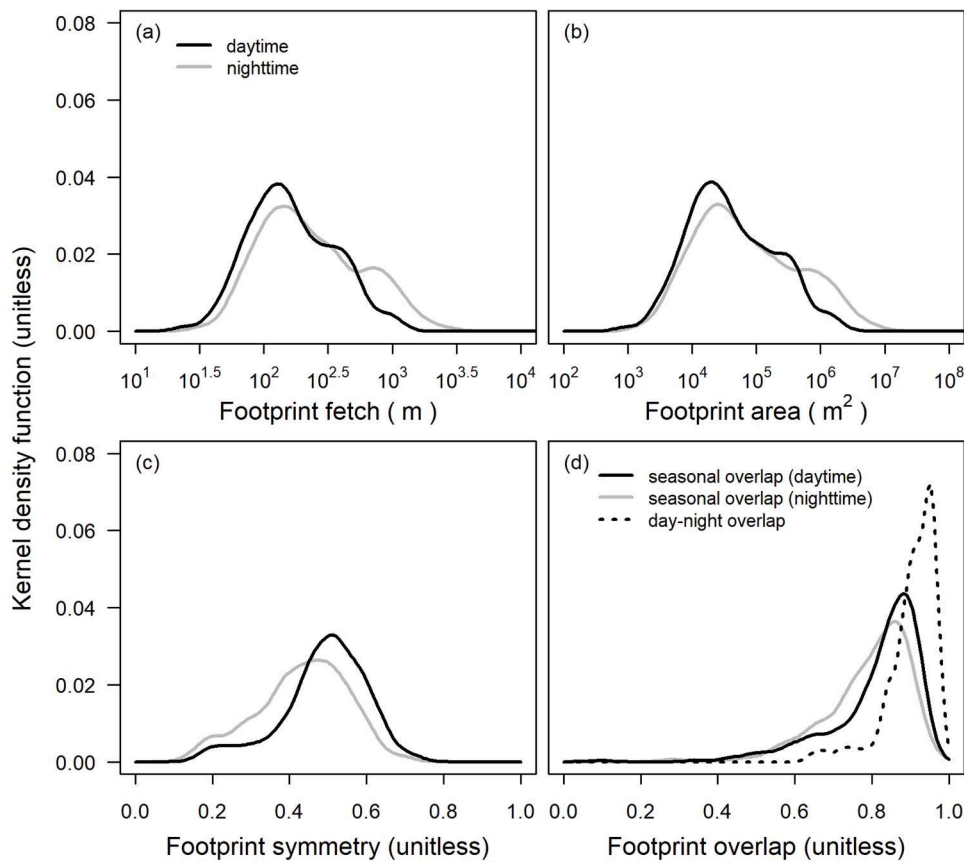 Kernel density function (unitless)
(a)
daytime
nighttime
0.08
0.06
0.04
0.02
0.00
10^1 10^1.5 10^2 10^2.5 10^3 10^3.5 10^4
Footprint fetch ( m )
(b)
10^2 10^3 10^4 10^5 10^6 10^7 10^8
Footprint area ( m^2 )
(c)
0.08
0.06
0.04
0.02
0.00
0.0 0.2 0.4 0.6 0.8 1.0
Footprint symmetry (unitless)
(d)
seasonal overlap (daytime)
seasonal overlap (nighttime)
day-night overlap
0.0 0.2 0.4 0.6 0.8 1.0
Footprint overlap (unitless)